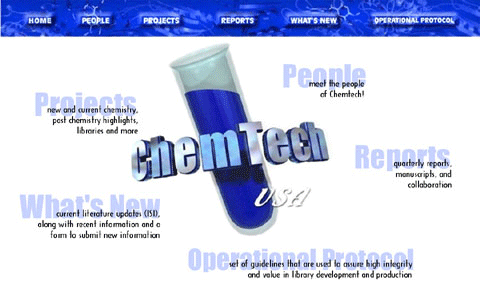 HOME PEOPLE PROJECTS REPORTS WHAT'S NEW OPERATIONAL PROTOCOL
People
meet the people
of Chemtech!
Projects
new and current chemistry,
past chemistry highlights,
libraries and more
ChemTech
USA
Reports
quarterly reports,
manuscripts, and
collaboration
What's New
current literature updates (ISI),
along with recent information and a
form to submit new information
Operational Protocol
set of guidelines that are used to assure high integrity
and value in library development and production